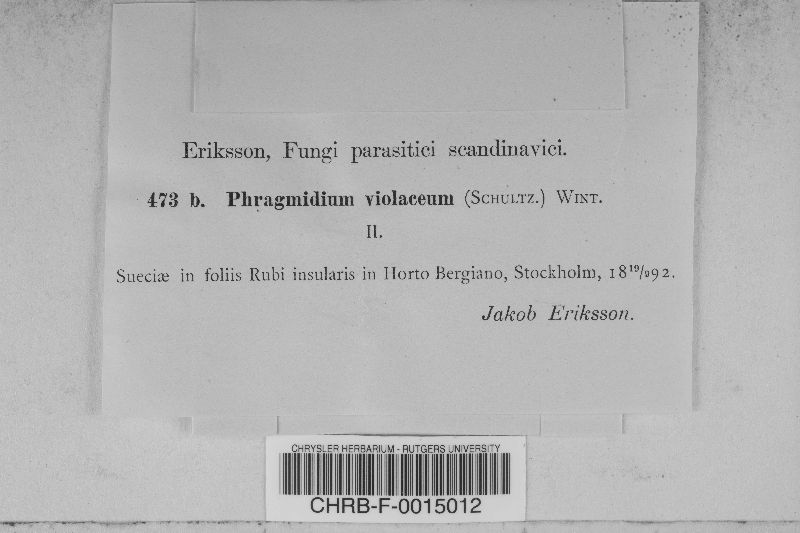 Eriksson, Fungi parasitici scandinavici.
473 b. Phragmidium violaceum (SCHULTZ.) WINT.
II.
Sueciæ in foliis Rubi insularis in Horto Bergiano, Stockholm, 18¹⁹/₉92.
Jakob Eriksson.
CHRYSLER HERBARIUM - RUTGERS UNIVERSITY
CHRB-F-0015012